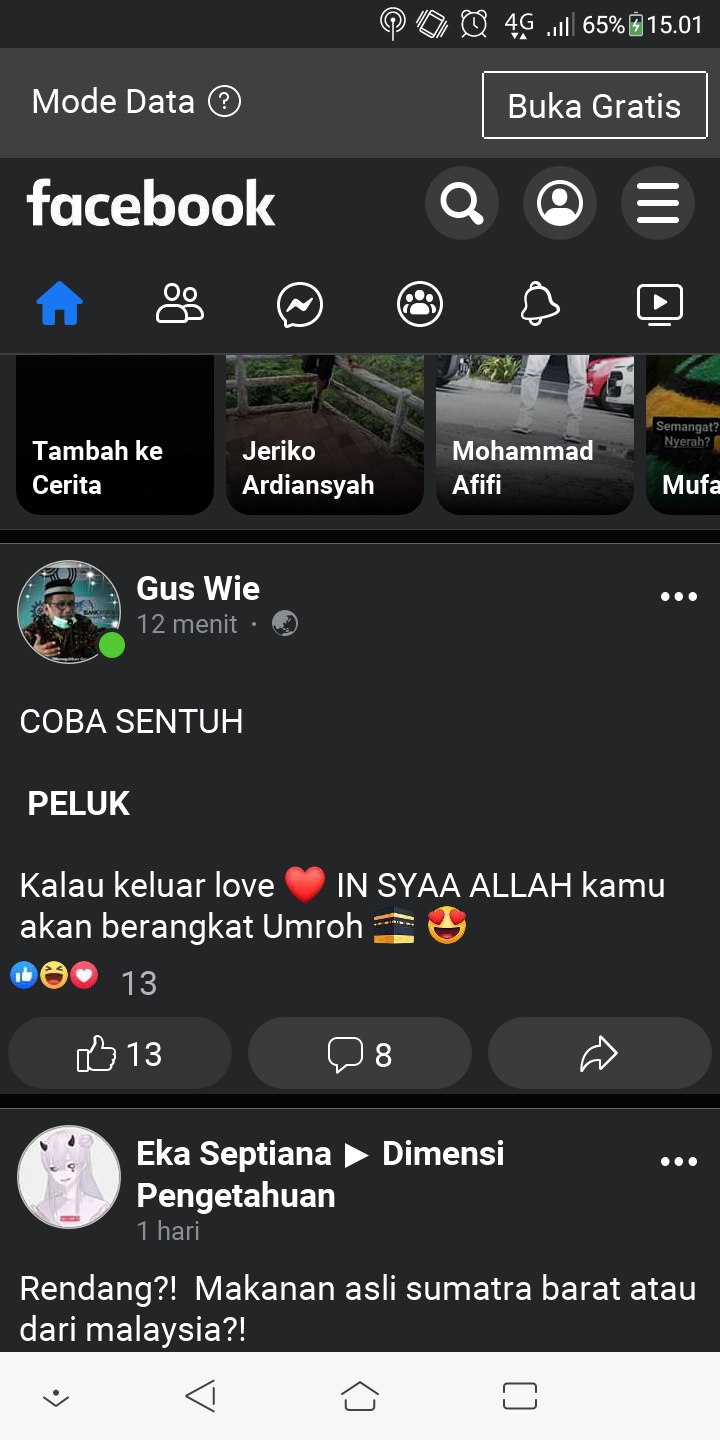 4G 65% 15.01
Mode Data ?
Buka Gratis
facebook
Tambah ke
Cerita
Jeriko
Ardiansyah
Mohammad
Afifi
Semangat?
Nyerah?
Mufa
Gus Wie
12 menit ·
COBA SENTUH
PELUK
Kalau keluar love ❤️ IN SYAA ALLAH kamu
akan berangkat Umroh 🕋 😍
13
13
8
Eka Septiana ▶ Dimensi
Pengetahuan
1 hari
Rendang?! Makanan asli sumatra barat atau
dari malaysia?!